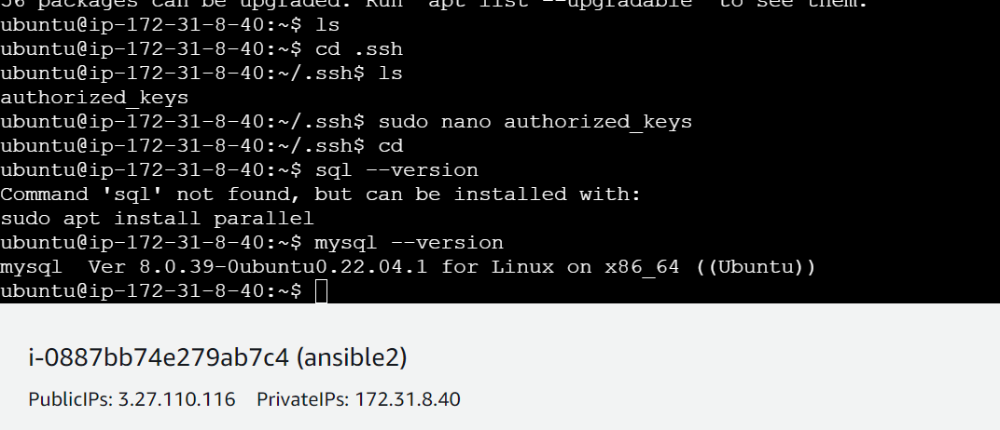 56 packages can be upgraded. Run 'apt list --upgradable' to see them.
ubuntu@ip-172-31-8-40:~$ ls
ubuntu@ip-172-31-8-40:~$ cd .ssh
ubuntu@ip-172-31-8-40:~/.ssh$ ls
authorized_keys
ubuntu@ip-172-31-8-40:~/.ssh$ sudo nano authorized_keys
ubuntu@ip-172-31-8-40:~/.ssh$ cd
ubuntu@ip-172-31-8-40:~$ sql --version
Command 'sql' not found, but can be installed with:
sudo apt install parallel
ubuntu@ip-172-31-8-40:~$ mysql --version
mysql  Ver 8.0.39-0ubuntu0.22.04.1 for Linux on x86_64 ((Ubuntu))
ubuntu@ip-172-31-8-40:~$
i-0887bb74e279ab7c4 (ansible2)
PublicIPs: 3.27.110.116    PrivateIPs: 172.31.8.40